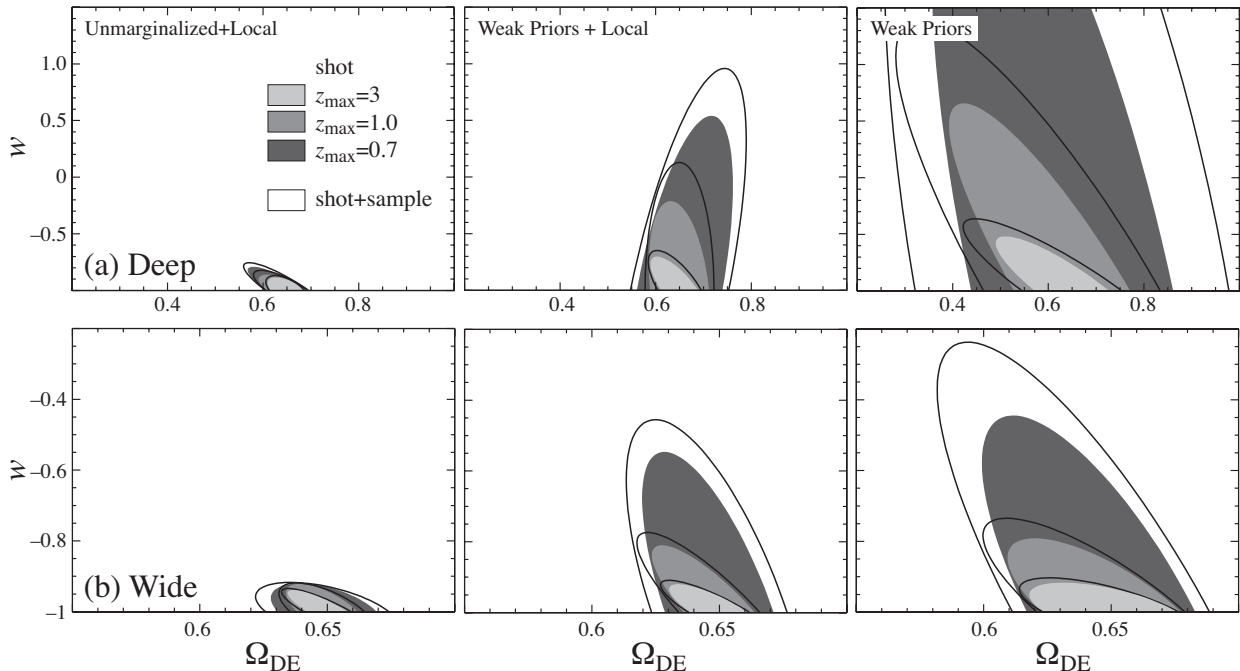 Unmarginalized+Local
Weak Priors + Local
Weak Priors
shot
z_max=3
z_max=1.0
z_max=0.7
shot+sample
w
1.0
0.5
0
−0.5
(a) Deep
0.4 0.6 0.8
0.4 0.6 0.8
0.4 0.6 0.8
w
−0.4
−0.6
−0.8
−1
(b) Wide
0.6 0.65
0.6 0.65
0.6 0.65
Ω_DE
Ω_DE
Ω_DE